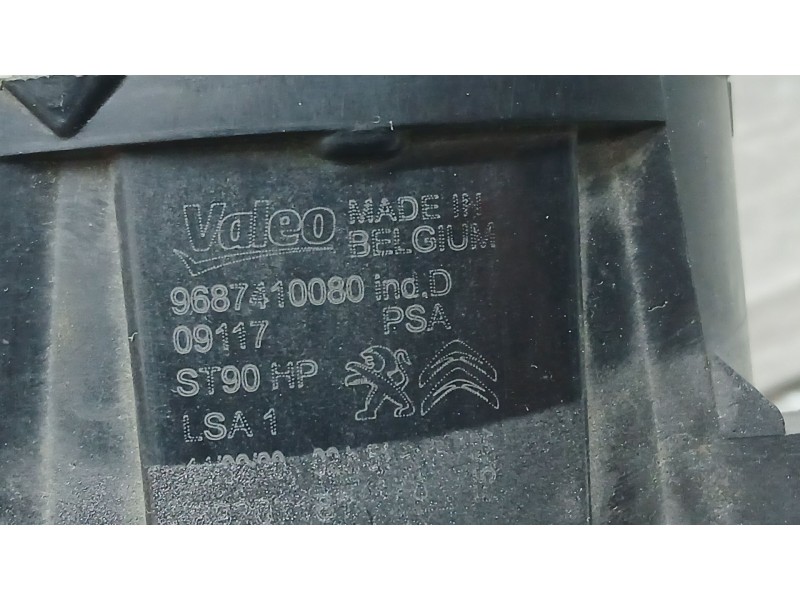 Valeo MADE IN
BELGIUM
9687410080 ind.D
09117 PSA
ST90 HP
LSA 1